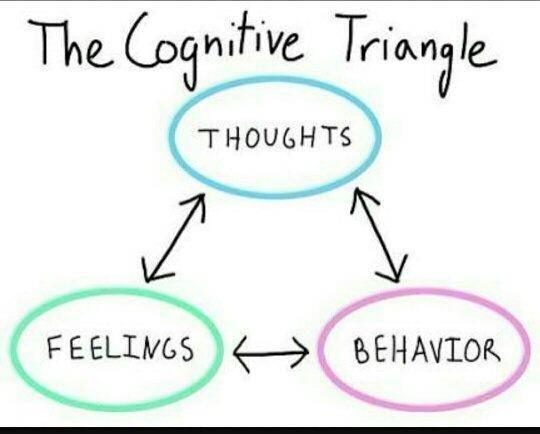 The Cognitive Triangle
THOUGHTS
FEELINGS
BEHAVIOR